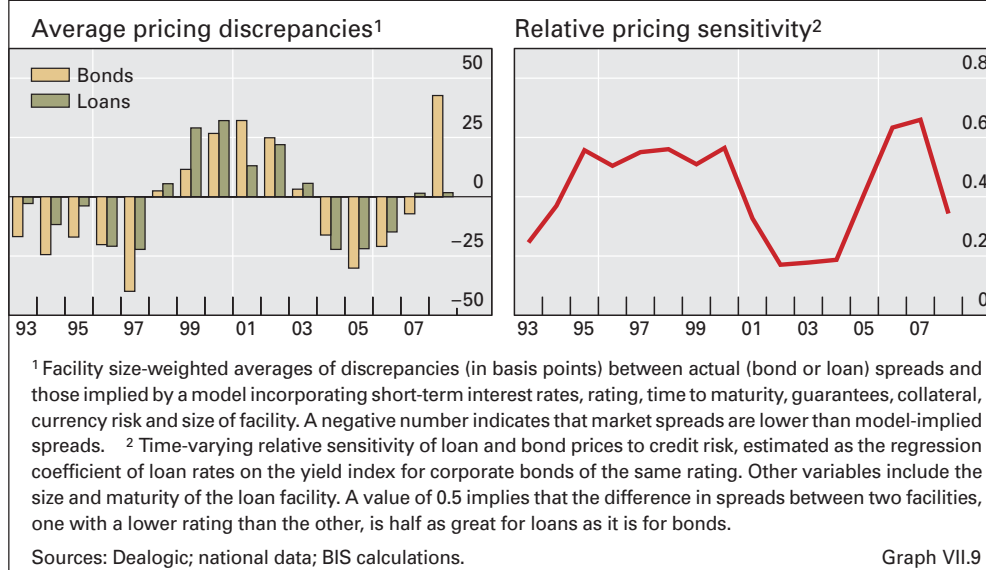 Average pricing discrepancies¹
Relative pricing sensitivity²
Bonds
Loans
50
25
0
−25
−50
93 95 97 99 01 03 05 07
0.8
0.6
0.4
0.2
0
93 95 97 99 01 03 05 07
¹ Facility size-weighted averages of discrepancies (in basis points) between actual (bond or loan) spreads and
those implied by a model incorporating short-term interest rates, rating, time to maturity, guarantees, collateral,
currency risk and size of facility. A negative number indicates that market spreads are lower than model-implied
spreads. ² Time-varying relative sensitivity of loan and bond prices to credit risk, estimated as the regression
coefficient of loan rates on the yield index for corporate bonds of the same rating. Other variables include the
size and maturity of the loan facility. A value of 0.5 implies that the difference in spreads between two facilities,
one with a lower rating than the other, is half as great for loans as it is for bonds.
Sources: Dealogic; national data; BIS calculations.
Graph VII.9